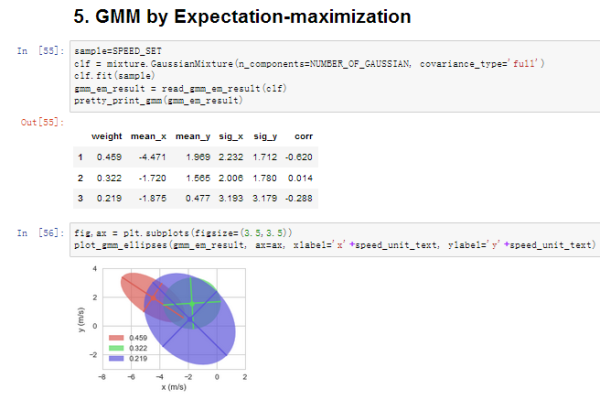 5. GMM by Expectation-maximization
In [55]:
sample=SPEED_SET
clf = mixture.GaussianMixture(n_components=NUMBER_OF_GAUSSIAN, covariance_type='full')
clf.fit(sample)
gmm_em_result = read_gmm_em_result(clf)
pretty_print_gmm(gmm_em_result)
Out[55]:
weight mean_x mean_y sig_x sig_y corr
1 0.459 -4.471 1.969 2.232 1.712 -0.620
2 0.322 -1.720 1.565 2.006 1.780 0.014
3 0.219 -1.875 0.477 3.193 3.179 -0.288
In [56]:
fig,ax = plt.subplots(figsize=(3.5,3.5))
plot_gmm_ellipses(gmm_em_result, ax=ax, xlabel='x'+speed_unit_text, ylabel='y'+speed_unit_text)
4
2
0
-2
y (m/s)
0.459
0.322
0.219
-8 -6 -4 -2 0 2
x (m/s)